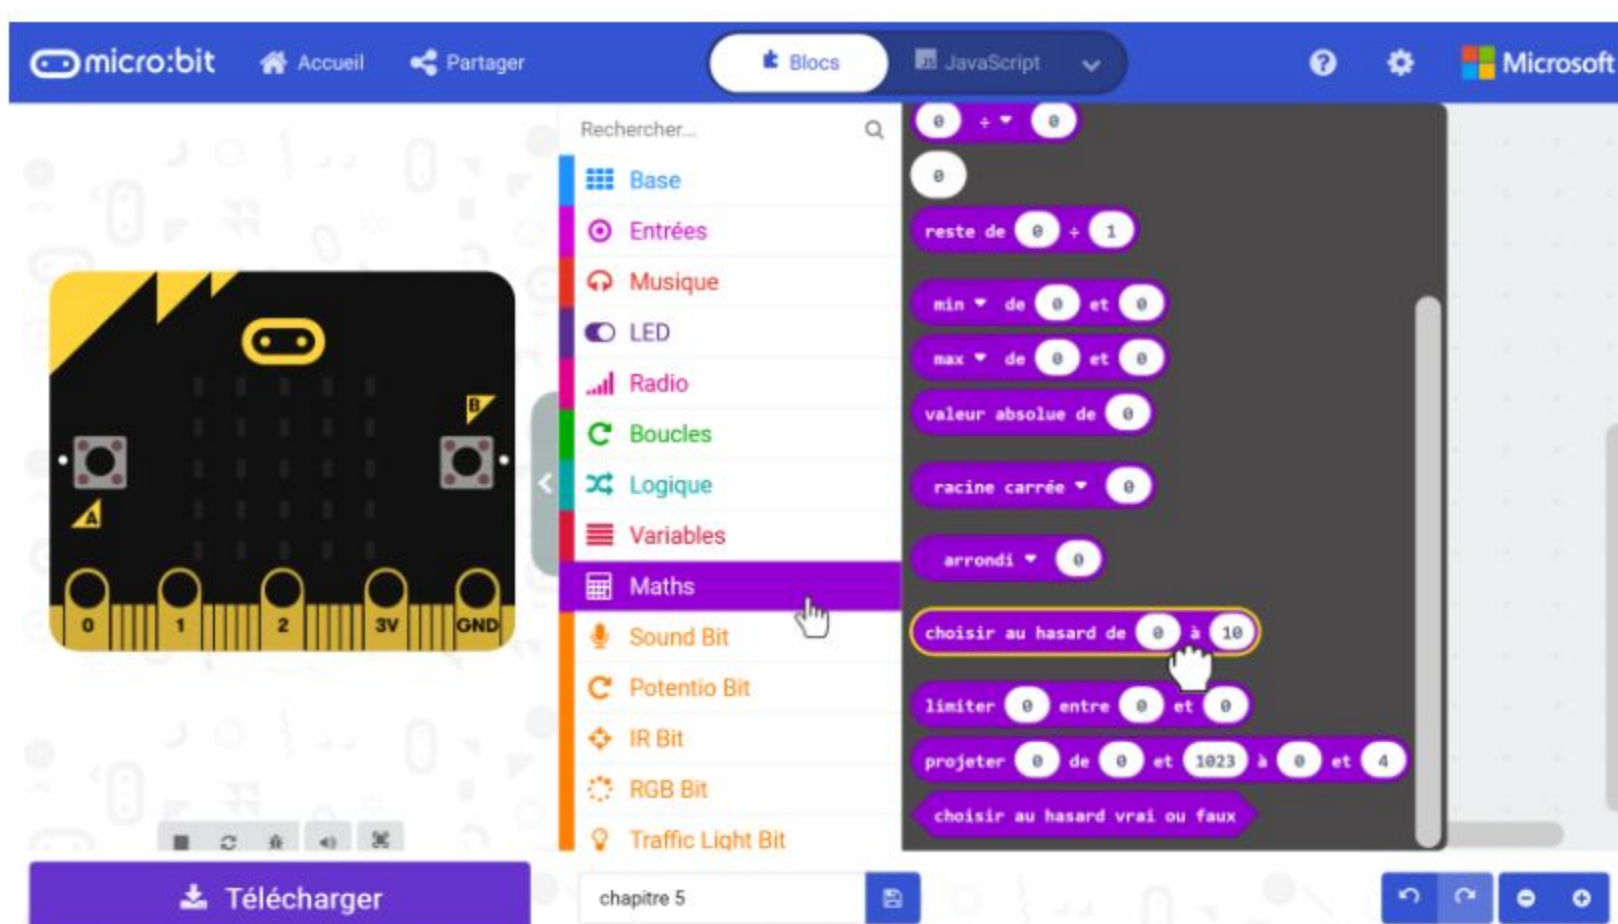 micro:bit Accueil Partager Blocs JavaScript Microsoft
Rechercher...
Base
Entrées
Musique
LED
Radio
Boucles
Logique
Variables
Maths
Sound Bit
Potentio Bit
IR Bit
RGB Bit
Traffic Light Bit
0 ÷ 0
0
reste de 0 ÷ 1
min de 0 et 0
max de 0 et 0
valeur absolue de 0
racine carrée 0
arrondi 0
choisir au hasard de 0 à 10
limiter 0 entre 0 et 0
projeter 0 de 0 et 1023 à 0 et 4
choisir au hasard vrai ou faux
B
A
0 1 2 3V GND
Télécharger
chapitre 5